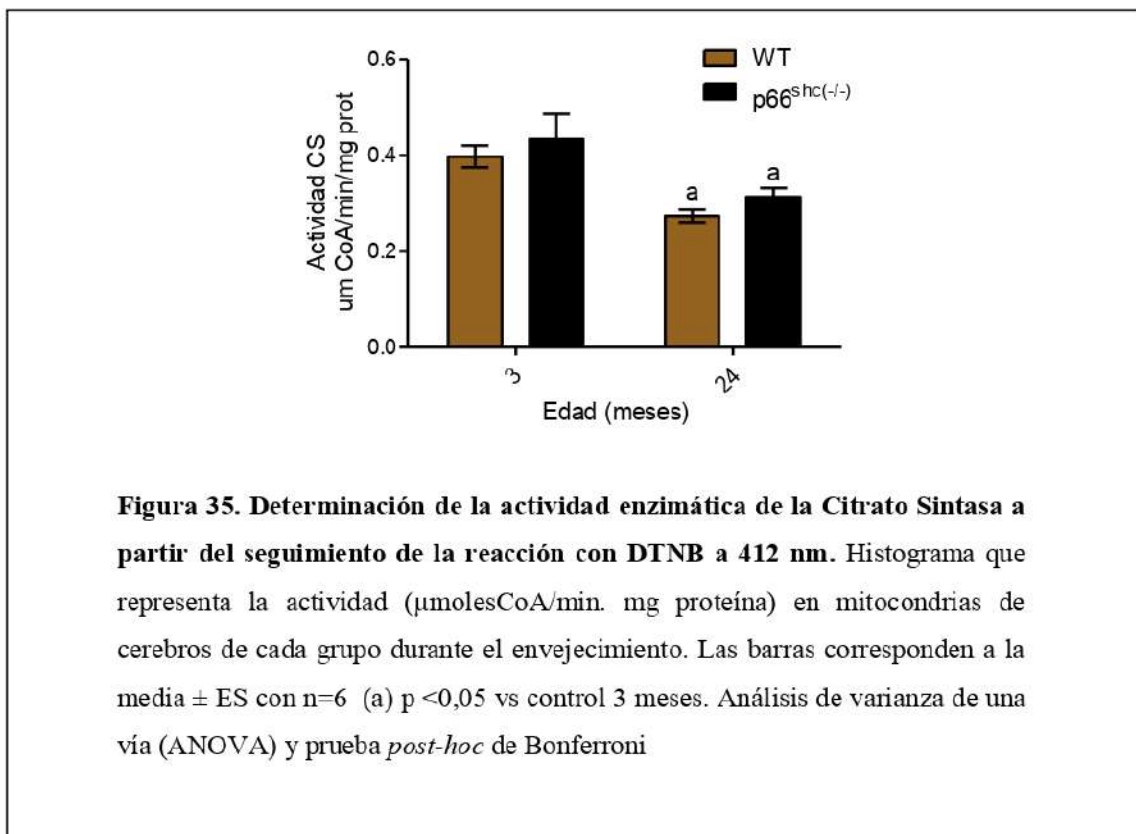 WT
p66shc(-/-)
0.6
0.4
0.2
0.0
Actividad CS
um CoA/min/mg prot
a
a
3
24
Edad (meses)
Figura 35. Determinación de la actividad enzimática de la Citrato Sintasa a
partir del seguimiento de la reacción con DTNB a 412 nm. Histograma que
representa la actividad (µmolesCoA/min. mg proteína) en mitocondrias de
cerebros de cada grupo durante el envejecimiento. Las barras corresponden a la
media ± ES con n=6 (a) p <0,05 vs control 3 meses. Análisis de varianza de una
vía (ANOVA) y prueba post-hoc de Bonferroni